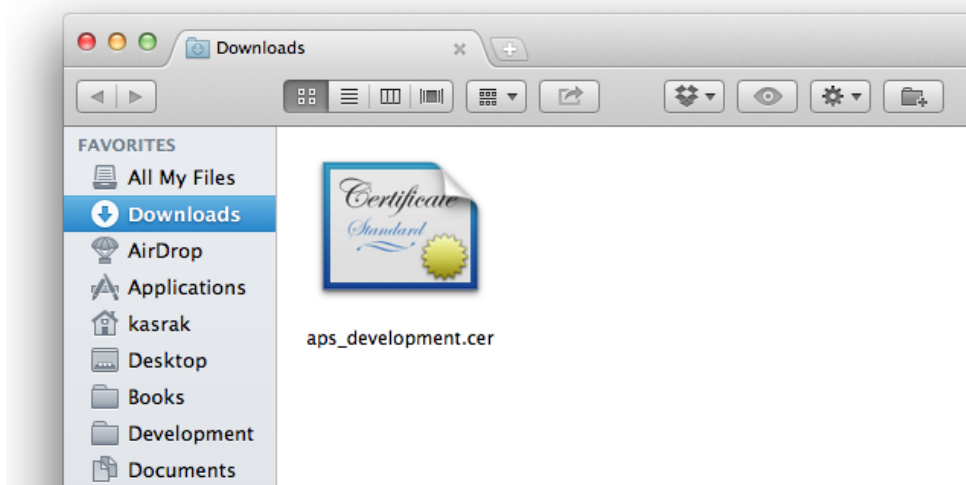 Downloads
FAVORITES
All My Files
Downloads
AirDrop
Applications
kasrak
Desktop
Books
Development
Documents
Certificate
Standard
aps_development.cer